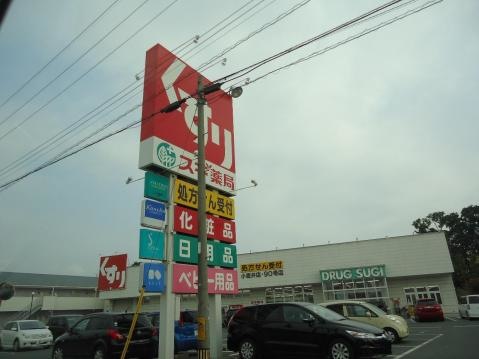 くすり
スギ薬局
処方せん受付
化粧品
日用品
ベビー用品
くすり
処方せん受付
DRUG SUGI